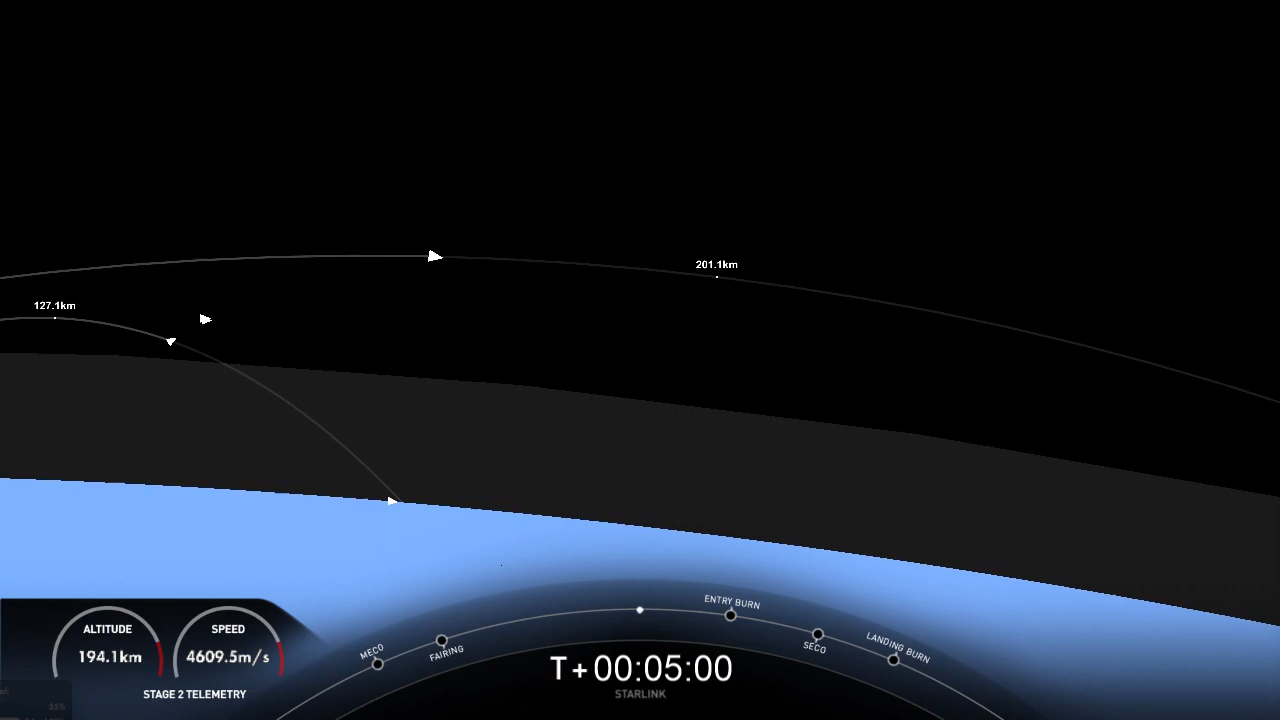 201.1km
127.1km
ENTRY BURN
ALTITUDE
SPEED
MECO
FAIRING
SECO
LANDING BURN
194.1km
4609.5m/s
T+00:05:00
STAGE 2 TELEMETRY
STARLINK